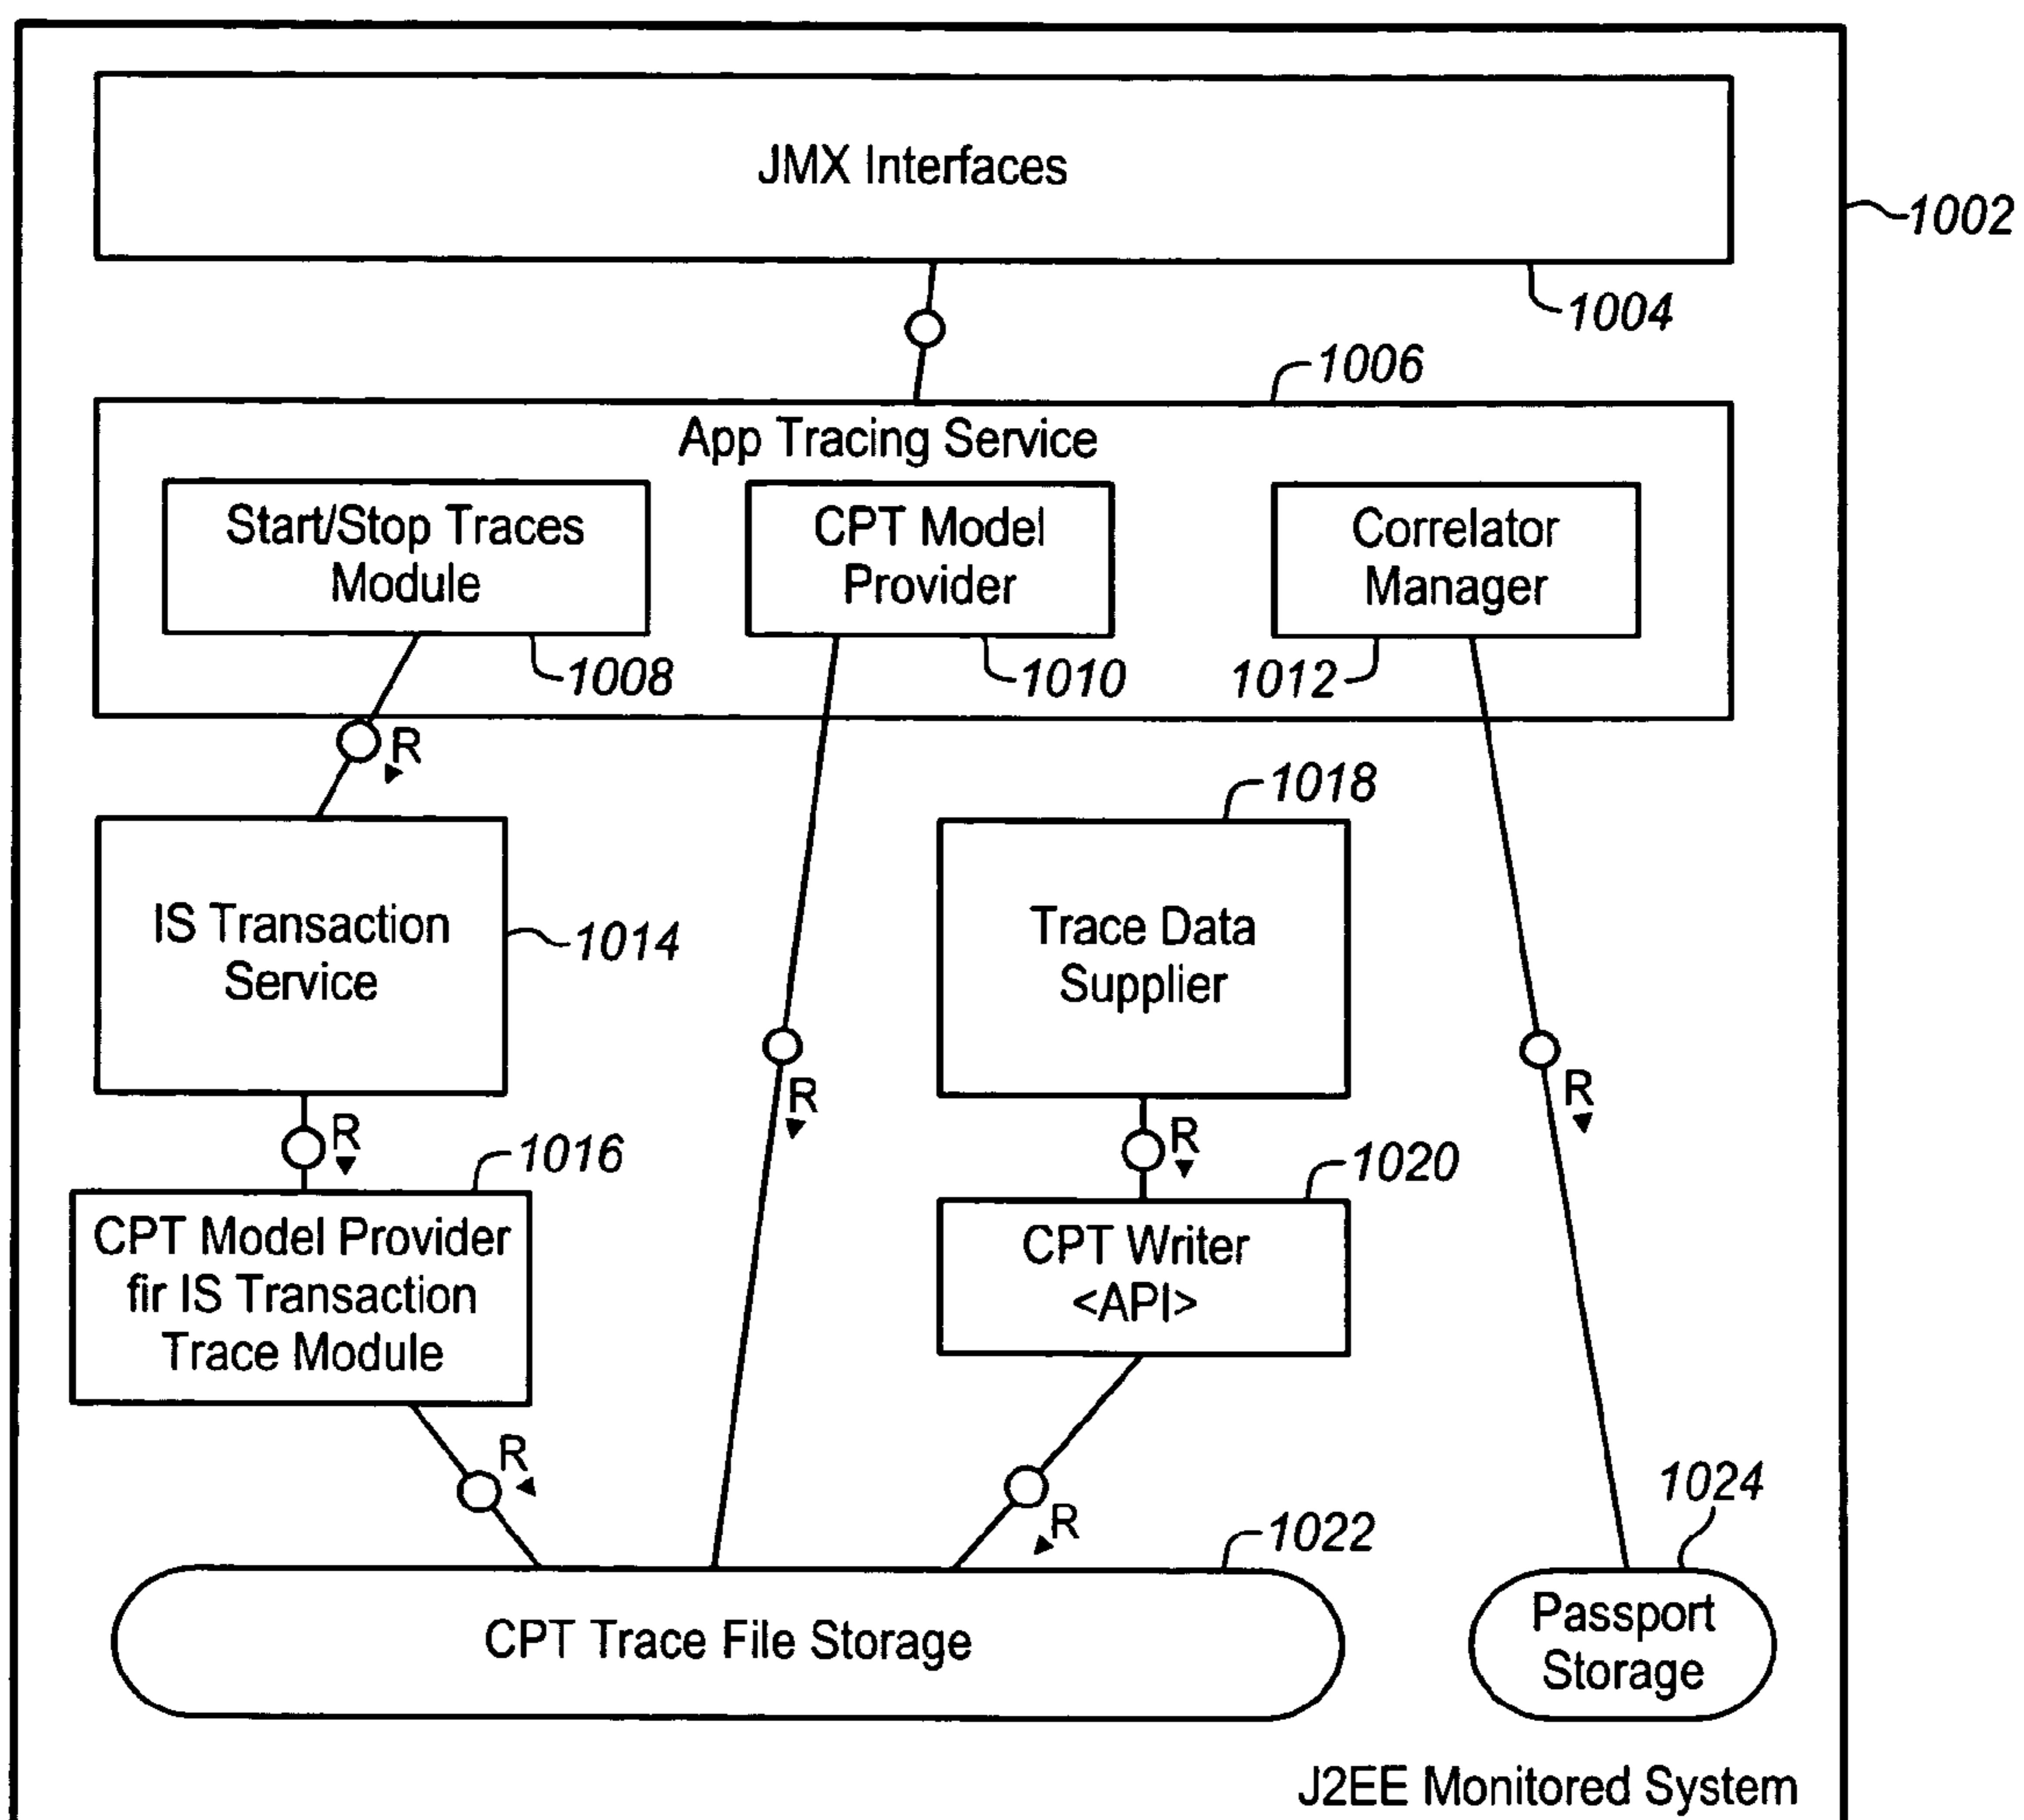 JMX Interfaces
1002
1004
1006
App Tracing Service
Start/Stop Traces
Module
CPT Model
Provider
Correlator
Manager
1008
1010
1012
R
1018
IS Transaction
Service
1014
Trace Data
Supplier
R
R
R
R
1016
1020
CPT Model Provider
fir IS Transaction
Trace Module
CPT Writer
<API>
R
R
1022
1024
CPT Trace File Storage
Passport
Storage
J2EE Monitored System